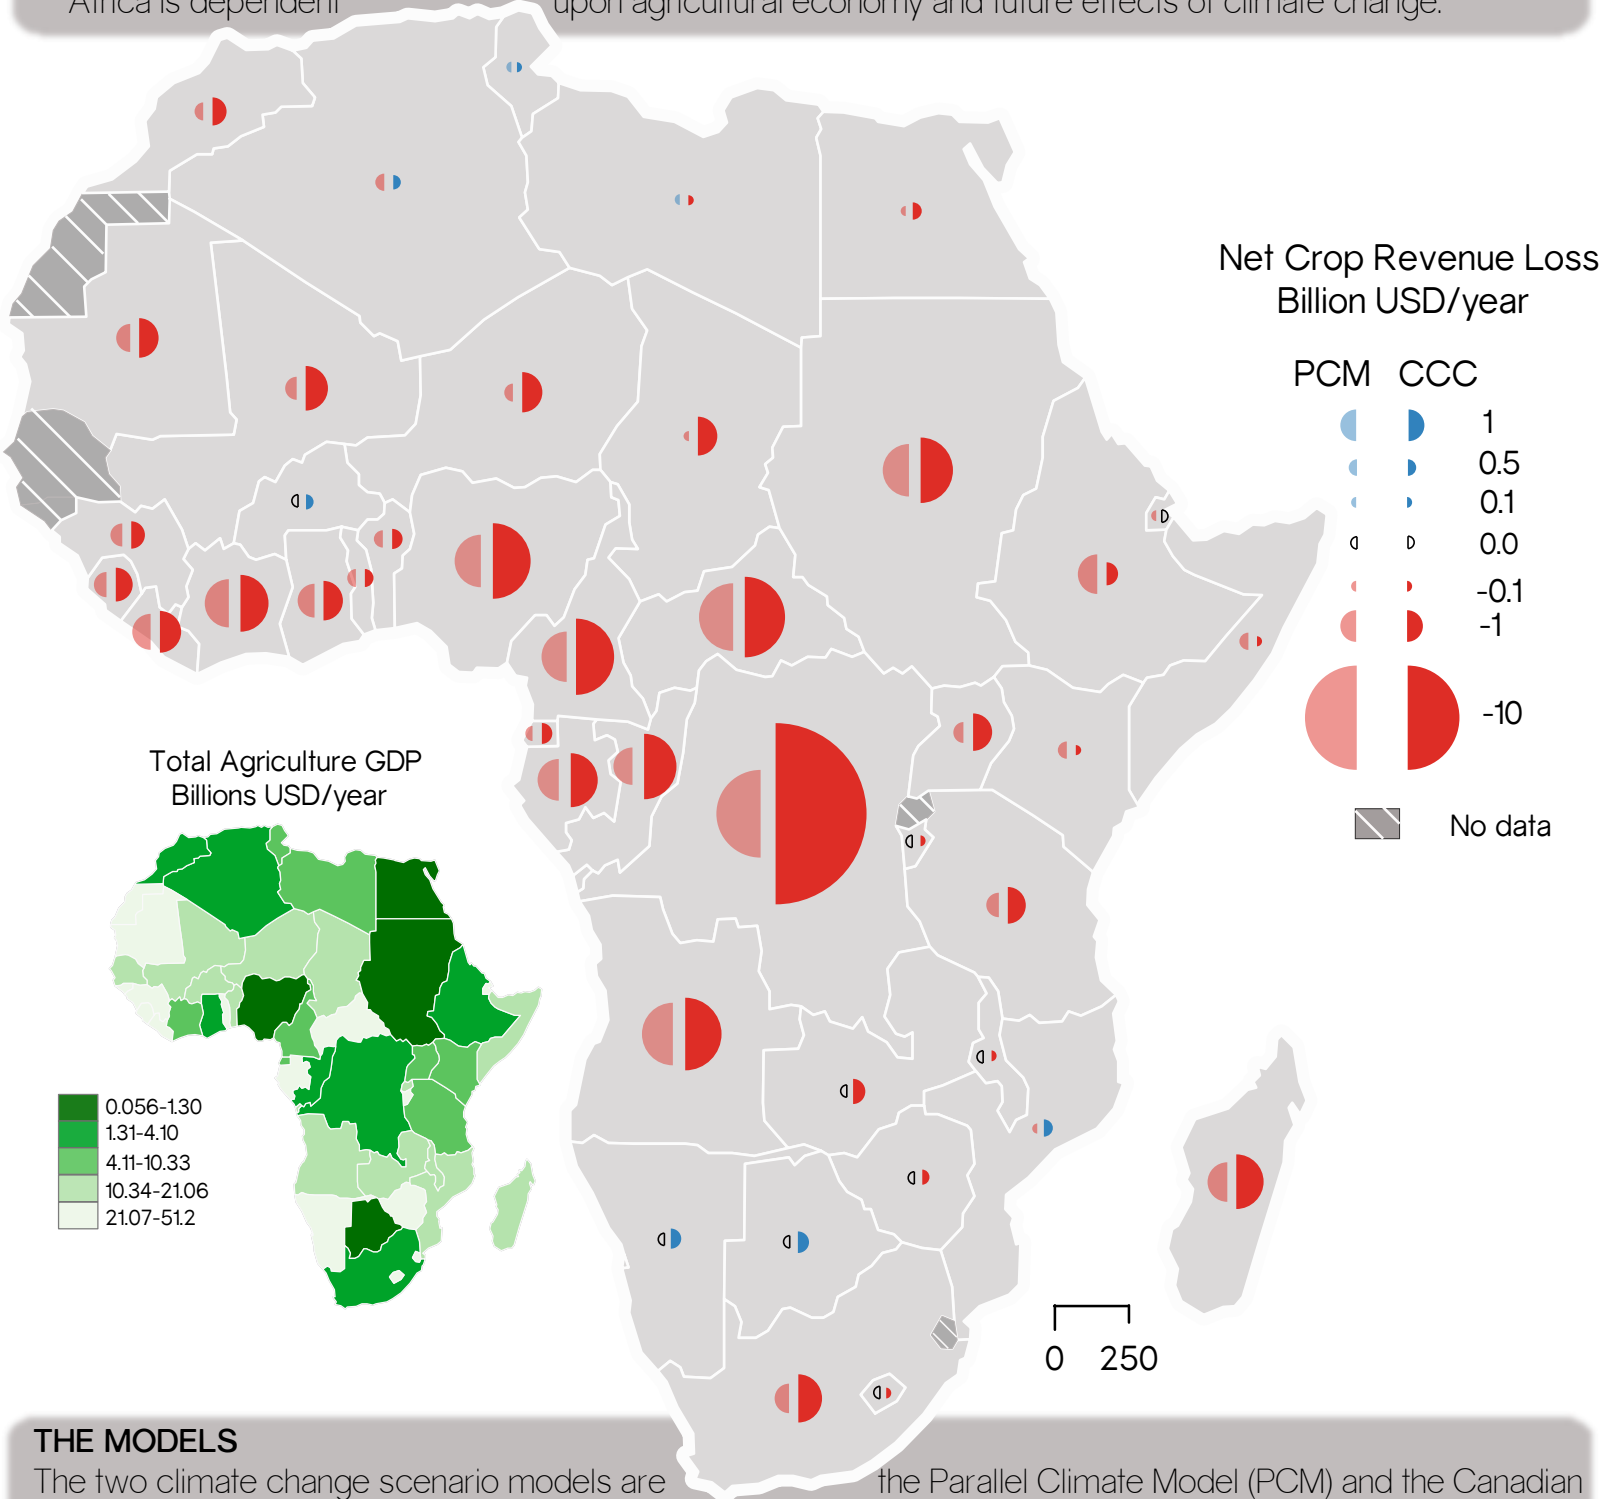 Africa is dependent upon agricultural economy and future effects of climate change.
Net Crop Revenue Loss
Billion USD/year
PCM CCC
1
0.5
0.1
0.0
-0.1
-1
-10
No data
Total Agriculture GDP
Billions USD/year
0.056-1.30
1.31-4.10
4.11-10.33
10.34-21.06
21.07-51.2
0 250
THE MODELS
The two climate change scenario models are the Parallel Climate Model (PCM) and the Canadian